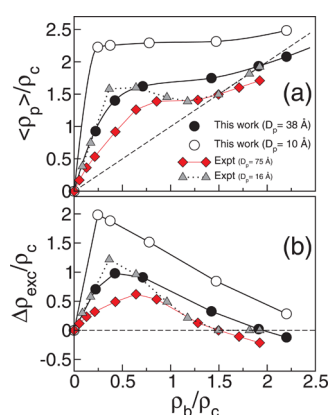 2.5
2
1.5
1
0.5
0
<ρp>/ρc
(a)
This work (Dp = 38 Å)
This work (Dp = 10 Å)
Expt (Dp = 75 Å)
Expt (Dp = 16 Å)
2
1.5
1
0.5
0
-0.5
Δρexc/ρc
(b)
0 0.5 1 1.5 2 2.5
ρb/ρc